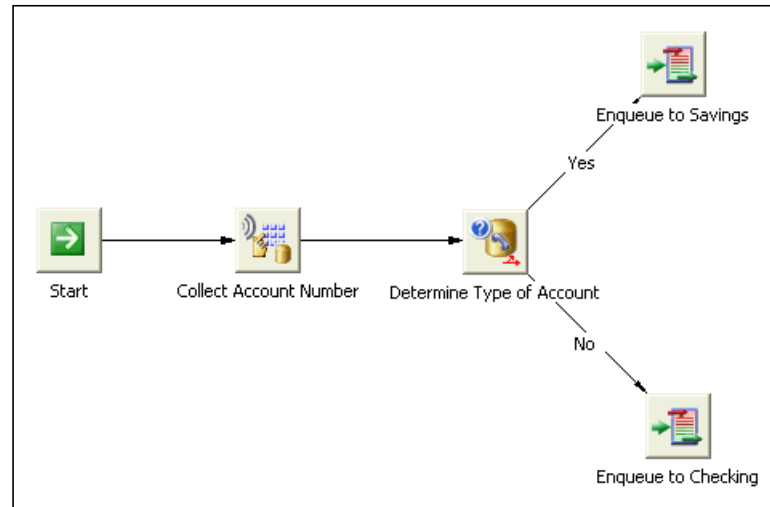 Enqueue to Savings
Yes
Start
Collect Account Number
Determine Type of Account
No
Enqueue to Checking